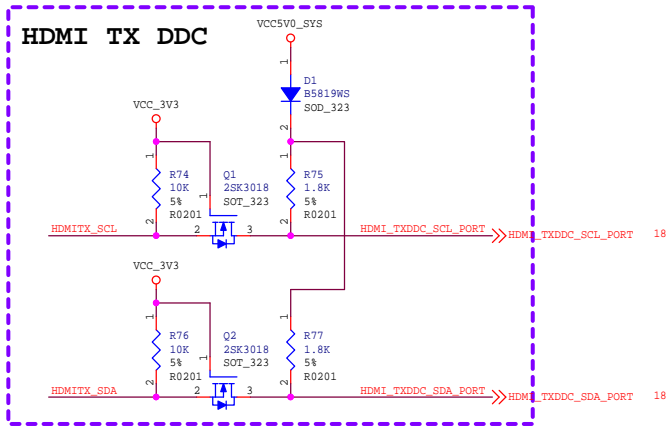 HDMI TX DDC
VCC5V0_SYS
1
D1
B5819WS
SOD_323
2
VCC_3V3
1
R74
10K
5%
R0201
2
Q1
2SK3018
SOT_323
1
2
3
1
R75
1.8K
5%
R0201
2
HDMITX_SCL
HDMI_TXDDC_SCL_PORT
HDMI_TXDDC_SCL_PORT 18
VCC_3V3
1
R76
10K
5%
R0201
2
Q2
2SK3018
SOT_323
1
2
3
1
R77
1.8K
5%
R0201
2
HDMITX_SDA
HDMI_TXDDC_SDA_PORT
HDMI_TXDDC_SDA_PORT 18